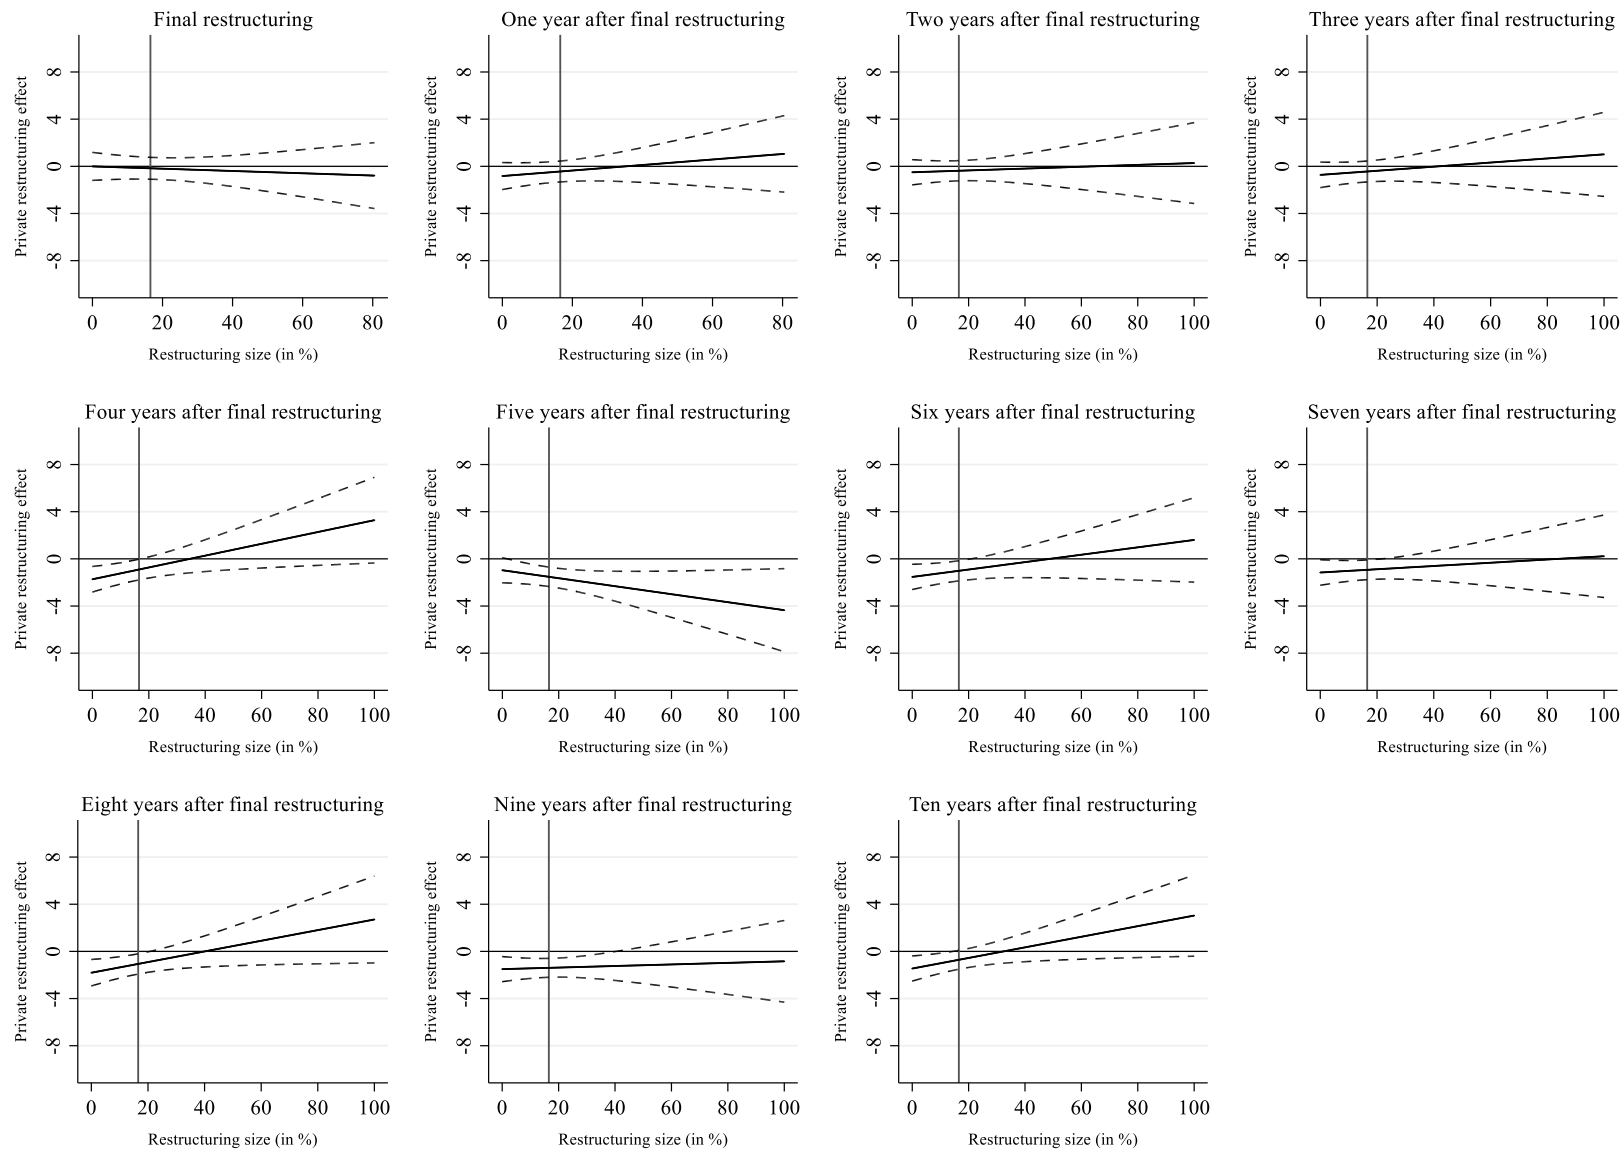 Final restructuring
One year after final restructuring
Two years after final restructuring
Three years after final restructuring
Private restructuring effect
8
4
0
-4
-8
0 20 40 60 80
Restructuring size (in %)
Private restructuring effect
8
4
0
-4
-8
0 20 40 60 80
Restructuring size (in %)
Private restructuring effect
8
4
0
-4
-8
0 20 40 60 80 100
Restructuring size (in %)
Private restructuring effect
8
4
0
-4
-8
0 20 40 60 80 100
Restructuring size (in %)
Four years after final restructuring
Five years after final restructuring
Six years after final restructuring
Seven years after final restructuring
Private restructuring effect
8
4
0
-4
-8
0 20 40 60 80 100
Restructuring size (in %)
Private restructuring effect
8
4
0
-4
-8
0 20 40 60 80 100
Restructuring size (in %)
Private restructuring effect
8
4
0
-4
-8
0 20 40 60 80 100
Restructuring size (in %)
Private restructuring effect
8
4
0
-4
-8
0 20 40 60 80 100
Restructuring size (in %)
Eight years after final restructuring
Nine years after final restructuring
Ten years after final restructuring
Private restructuring effect
8
4
0
-4
-8
0 20 40 60 80 100
Restructuring size (in %)
Private restructuring effect
8
4
0
-4
-8
0 20 40 60 80 100
Restructuring size (in %)
Private restructuring effect
8
4
0
-4
-8
0 20 40 60 80 100
Restructuring size (in %)